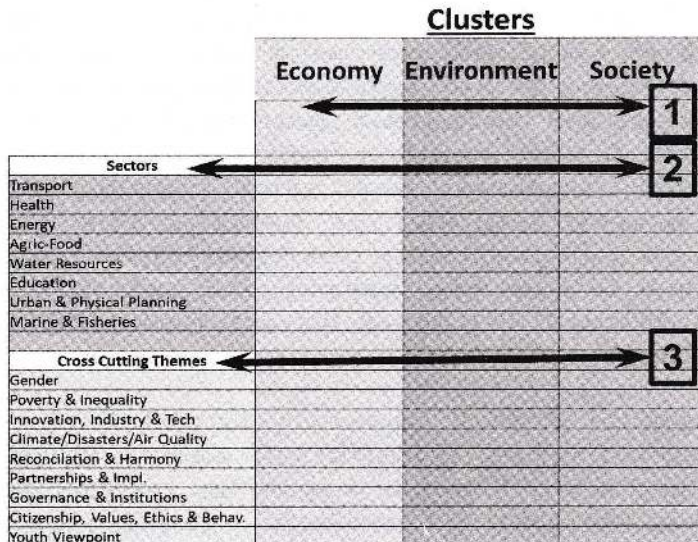 Clusters
Economy Environment Society
1
Sectors
2
Transport
Health
Energy
Agric-Food
Water Resources
Education
Urban & Physical Planning
Marine & Fisheries
Cross Cutting Themes
3
Gender
Poverty & Inequality
Innovation, Industry & Tech
Climate/Disasters/Air Quality
Reconcilation & Harmony
Partnerships & Impl.
Governance & Institutions
Citizenship, Values, Ethics & Behav.
Youth Viewpoint